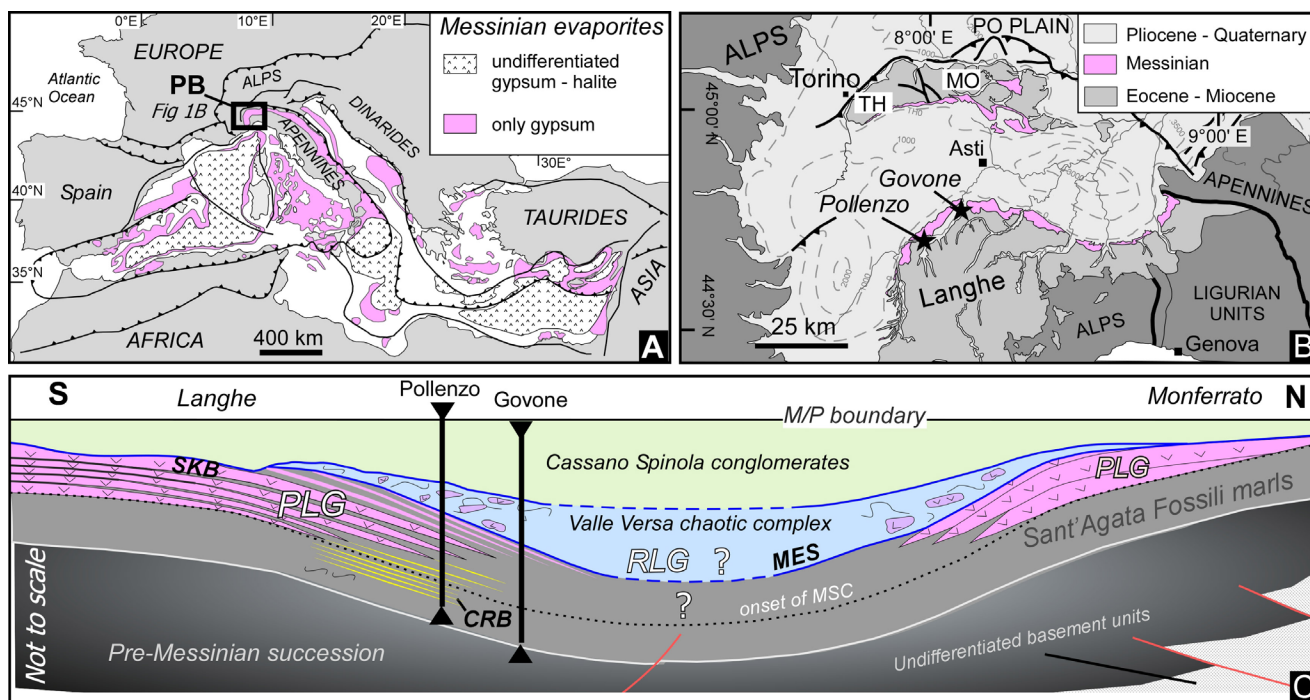 0°E
10°E
20°E
Messinian evaporites
undifferentiated
gypsum - halite
only gypsum
EUROPE
PB
ALPS
Atlantic
Ocean
Fig 1B
45°N
DINARIDES
APENNINES
30E°
Spain
40°N
TAURIDES
35°N
ASIA
AFRICA
400 km
A
ALPS
8°00' E
PO PLAIN
Pliocene - Quaternary
Messinian
Eocene - Miocene
1000
Torino
MO
TH
45°00' N
1000
9°00' E
Asti
Govone
APENNINES
Pollenzo
2000
Langhe
44°30' N
LIGURIAN
UNITS
25 km
ALPS
Genova
B
S
Langhe
Pollenzo
Govone
M/P boundary
Monferrato
N
SKB
Cassano Spinola conglomerates
PLG
PLG
Valle Versa chaotic complex
Sant'Agata Fossili marls
RLG ?
MES
?
onset of MSC
CRB
Not to scale
Pre-Messinian succession
Undifferentiated basement units
C